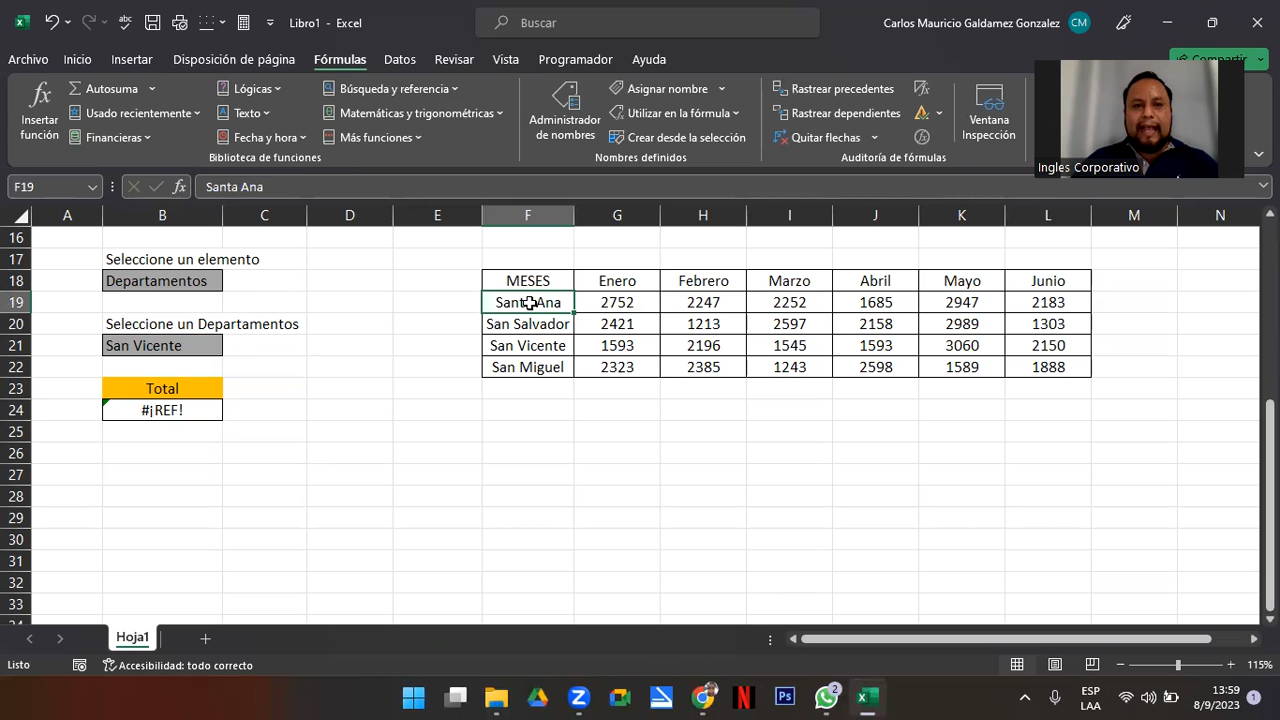 Libro1 - Excel
Buscar
Carlos Mauricio Galdamez Gonzalez
CM
Archivo
Inicio
Insertar
Disposición de página
Fórmulas
Datos
Revisar
Vista
Programador
Ayuda
Compartir
Insertar función
Autosuma
Usado recientemente
Financieras
Lógicas
Texto
Fecha y hora
Búsqueda y referencia
Matemáticas y trigonométricas
Más funciones
Biblioteca de funciones
Administrador de nombres
Asignar nombre
Utilizar en la fórmula
Crear desde la selección
Nombres definidos
Rastrear precedentes
Rastrear dependientes
Quitar flechas
Auditoría de fórmulas
Ventana Inspección
Ingles Corporativo
F19
fx
Santa Ana
A B C D E F G H I J K L M N
16
17 Seleccione un elemento
18 Departamentos MESES Enero Febrero Marzo Abril Mayo Junio
19 Santa Ana 2752 2247 2252 1685 2947 2183
20 Seleccione un Departamentos San Salvador 2421 1213 2597 2158 2989 1303
21 San Vicente San Vicente 1593 2196 1545 1593 3060 2150
22 San Miguel 2323 2385 1243 2598 1589 1888
23 Total
24 #¡REF!
25
26
27
28
29
30
31
32
33
Hoja1
Listo
Accesibilidad: todo correcto
115%
2
ESP
LAA
13:59
8/9/2023